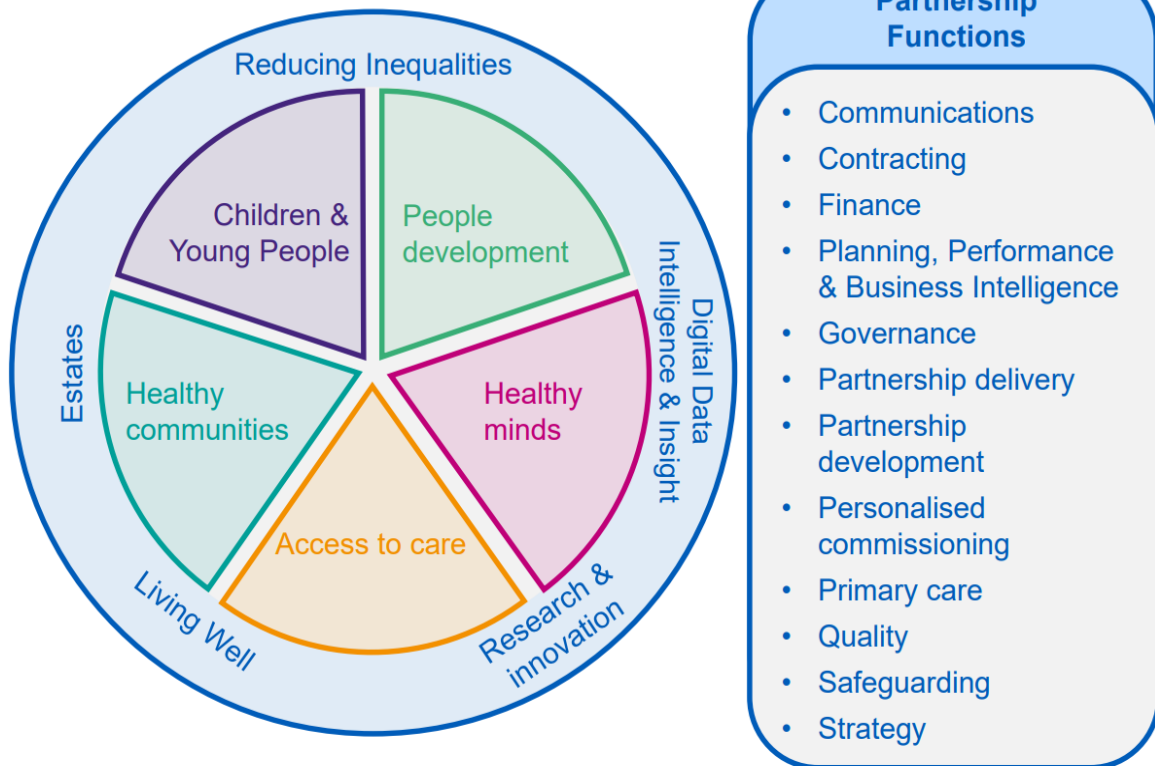 Reducing Inequalities
Children &
Young People
People
development
Healthy
communities
Healthy
minds
Access to care
Estates
Living Well
Research &
innovation
Digital Data
Intelligence & Insight
Partnership
Functions
• Communications
• Contracting
• Finance
• Planning, Performance
& Business Intelligence
• Governance
• Partnership delivery
• Partnership
development
• Personalised
commissioning
• Primary care
• Quality
• Safeguarding
• Strategy